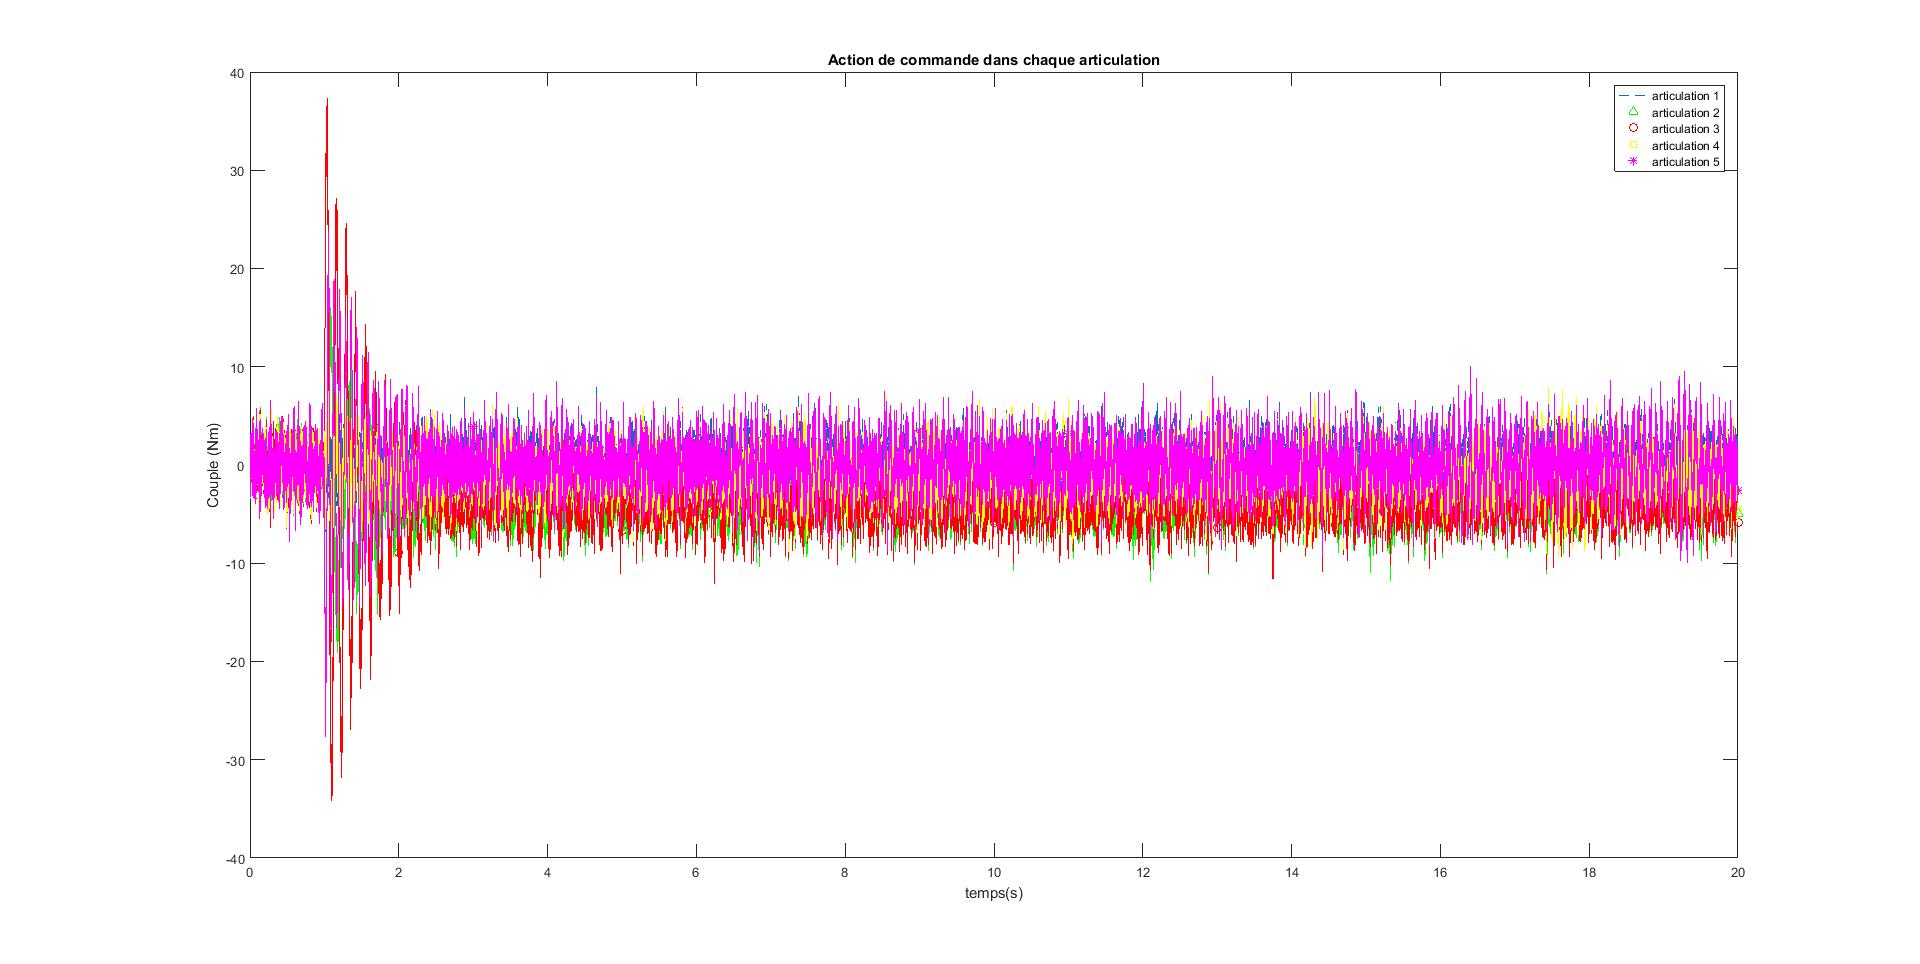 Action de commande dans chaque articulation
40
30
20
10
0
-10
-20
-30
-40
Couple (Nm)
articulation 1
articulation 2
articulation 3
articulation 4
articulation 5
0 2 4 6 8 10 12 14 16 18 20
temps(s)